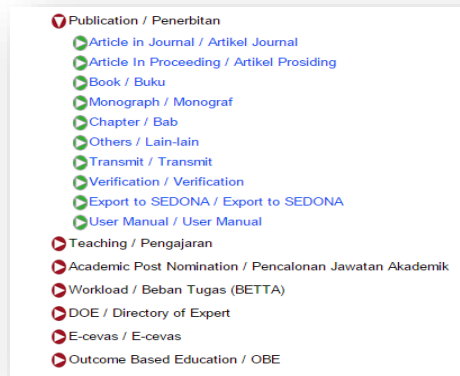 Publication / Penerbitan
Article in Journal / Artikel Journal
Article In Proceeding / Artikel Prosiding
Book / Buku
Monograph / Monograf
Chapter / Bab
Others / Lain-lain
Transmit / Transmit
Verification / Verification
Export to SEDONA / Export to SEDONA
User Manual / User Manual
Teaching / Pengajaran
Academic Post Nomination / Pencalonan Jawatan Akademik
Workload / Beban Tugas (BETTA)
DOE / Directory of Expert
E-cevas / E-cevas
Outcome Based Education / OBE